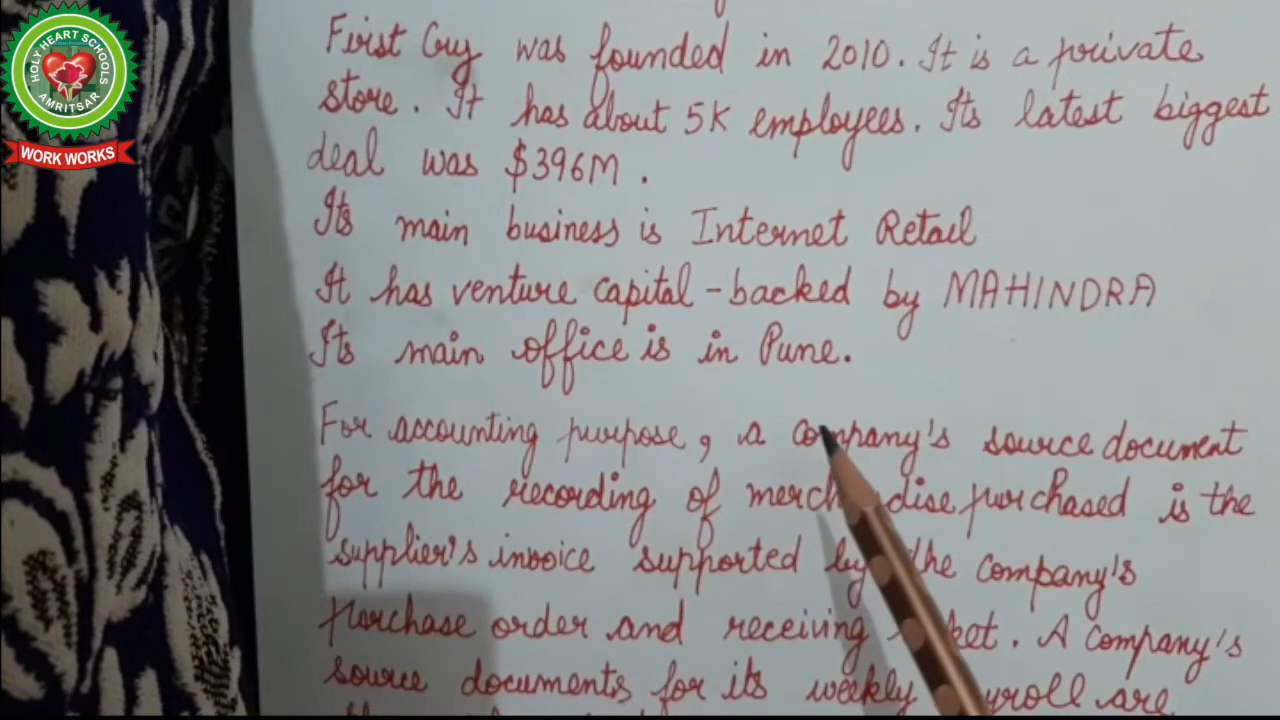 HOLY HEART SCHOOLS
AMRITSAR
WORK WORKS
First Cry was founded in 2010. It is a private
store. It has about 5K employees. Its latest biggest
deal was $396M.
Its main business is Internet Retail
It has venture capital-backed by MAHINDRA
Its main office is in Pune.
For accounting purpose, a company's source document
for the recording of merchandise purchased is the
supplier's invoice supported by the company's
purchase order and receiving ticket. A company's
source documents for its weekly payroll are